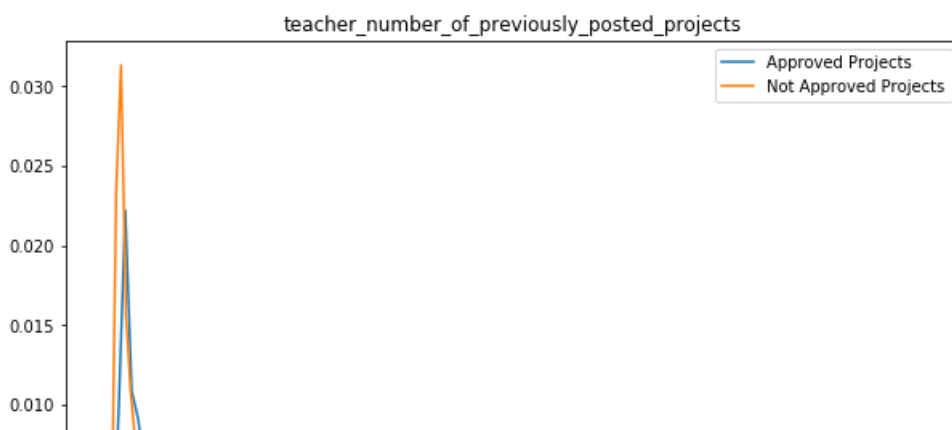 teacher_number_of_previously_posted_projects
Approved Projects
Not Approved Projects
0.030
0.025
0.020
0.015
0.010